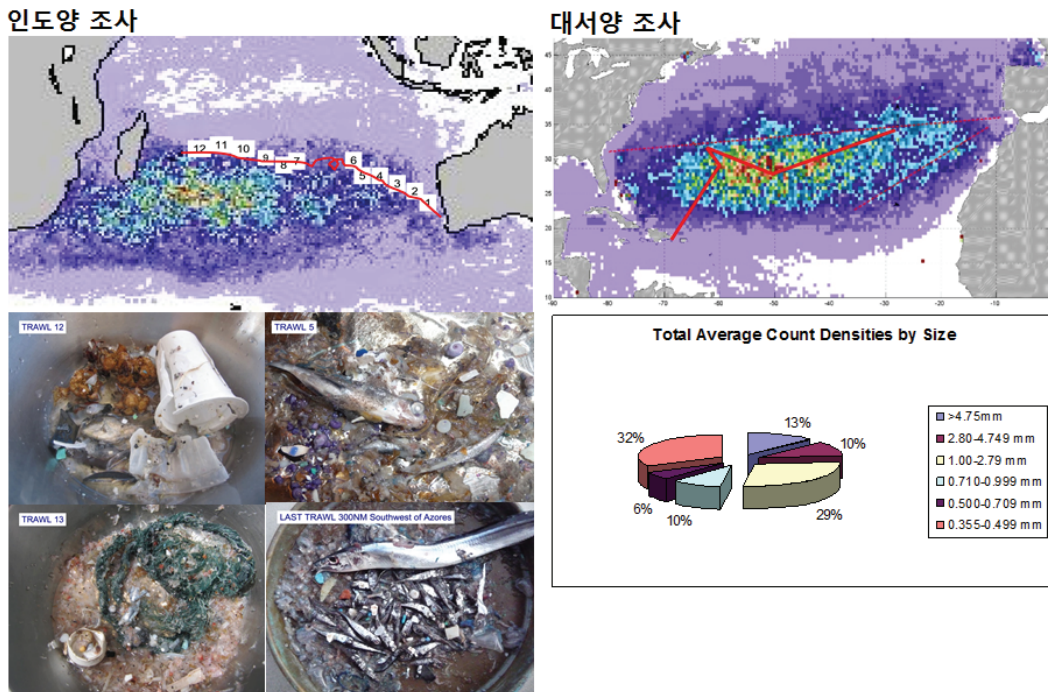 인도양 조사
대서양 조사
12 11 10 9 8 7 6 5 4 3 2 1
45
40
35
30
25
20
15
10
-90 -80 -70 -60 -50 -40 -30 -20 -10
TRAWL 12
TRAWL 5
TRAWL 13
LAST TRAWL 300NM Southwest of Azores
Total Average Count Densities by Size
13%
10%
29%
10%
6%
32%
>4.75mm
2.80-4.749 mm
1.00-2.79 mm
0.710-0.999 mm
0.500-0.709 mm
0.355-0.499 mm